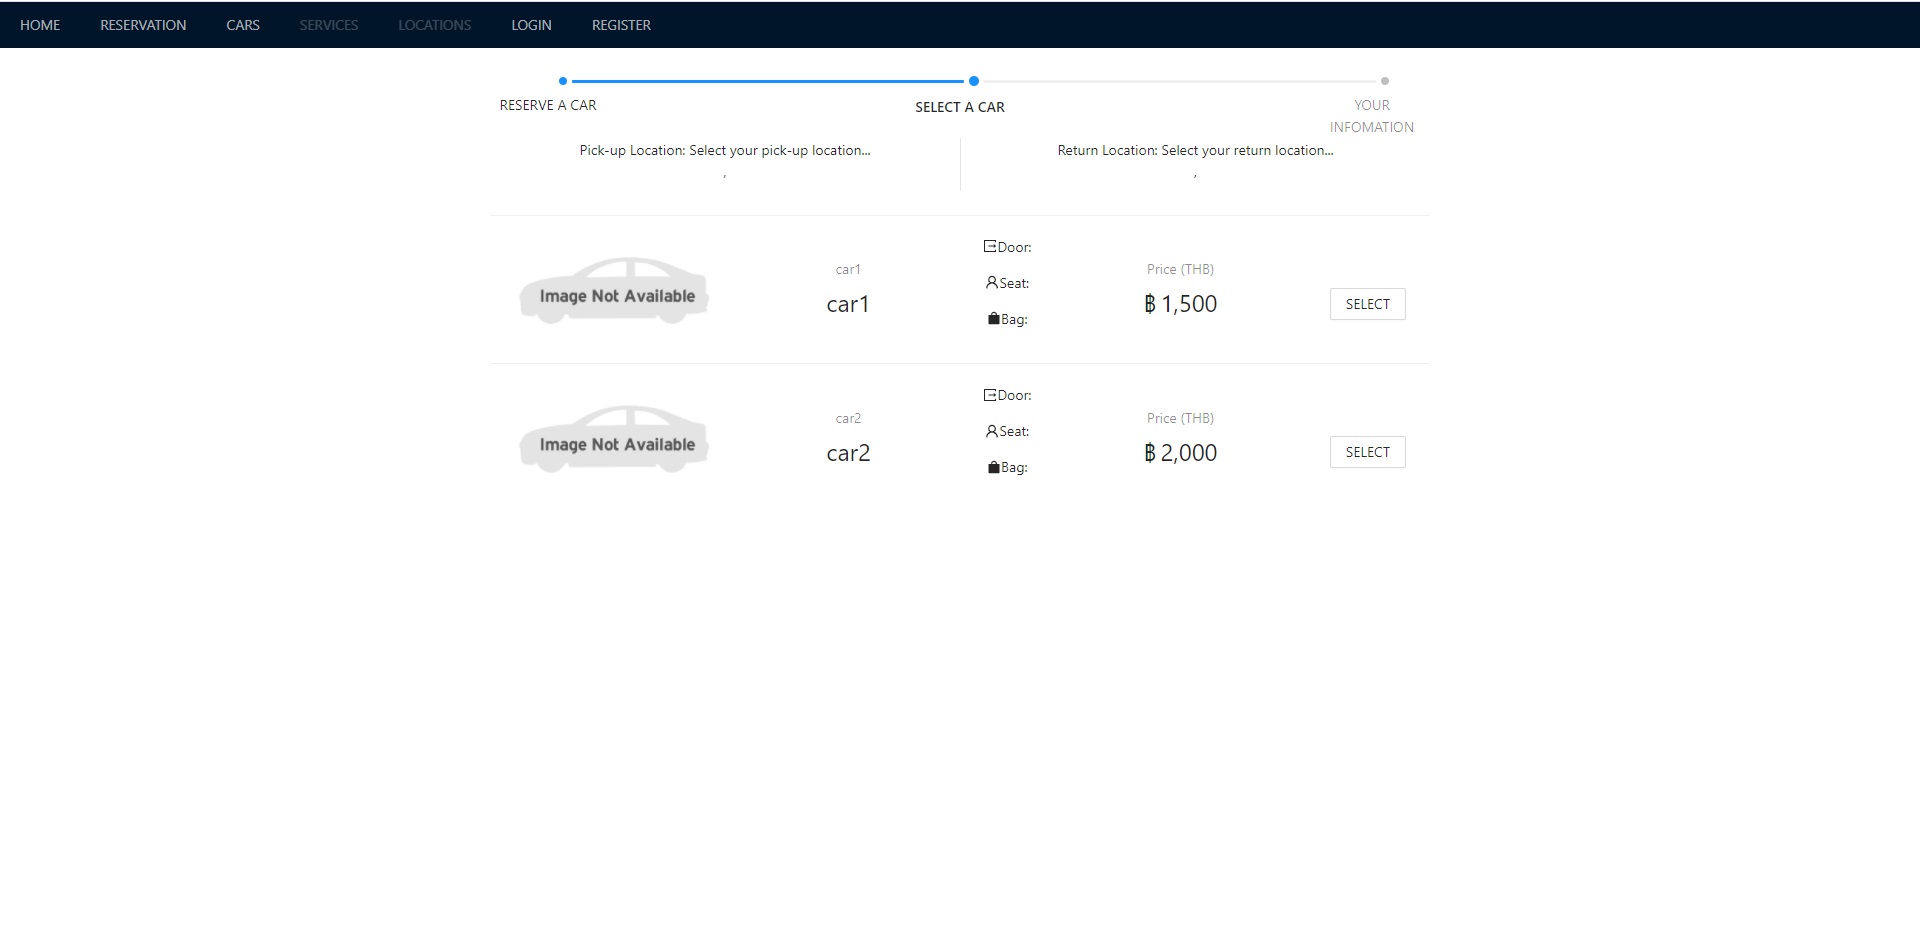 HOME RESERVATION CARS SERVICES LOCATIONS LOGIN REGISTER
RESERVE A CAR
SELECT A CAR
YOUR
INFOMATION
Pick-up Location: Select your pick-up location...
,
Return Location: Select your return location...
,
Image Not Available
car1
car1
Door:
Seat:
Bag:
Price (THB)
฿ 1,500
SELECT
Image Not Available
car2
car2
Door:
Seat:
Bag:
Price (THB)
฿ 2,000
SELECT